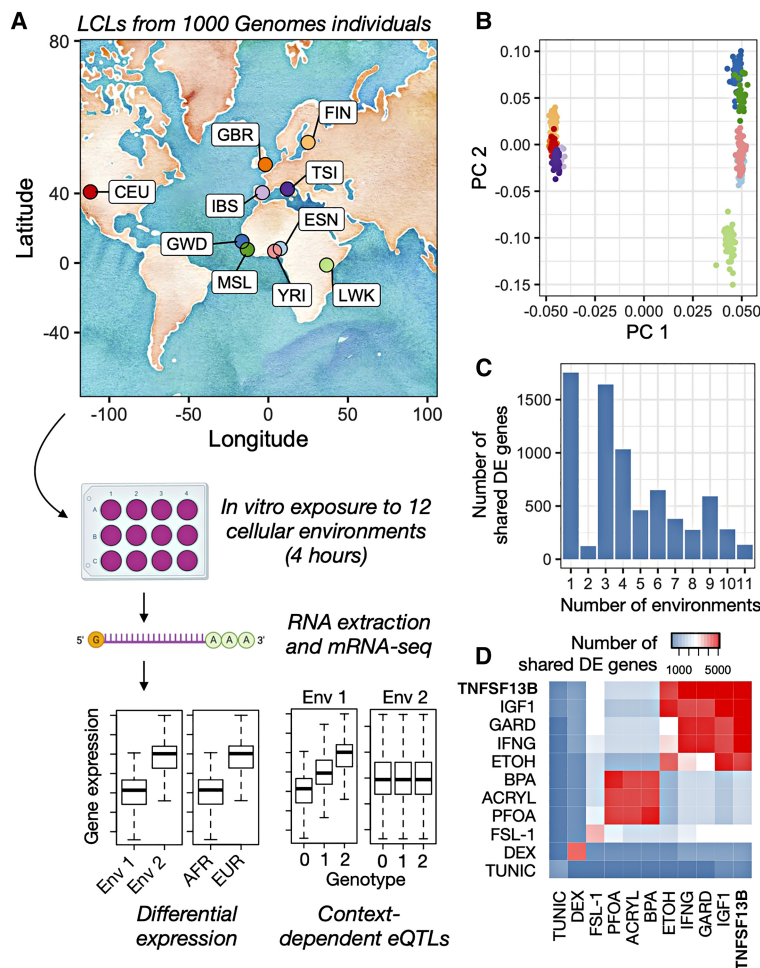 A
LCLs from 1000 Genomes individuals
80
40
0
-40
Latitude
-100 -50 0 50 100
Longitude
FIN
GBR
TSI
CEU
IBS
ESN
GWD
MSL
YRI
LWK
1 2 3 4
A
B
C
In vitro exposure to 12
cellular environments
(4 hours)
5' G A A A 3'
RNA extraction
and mRNA-seq
Gene expression
Env 1 Env 2
AFR EUR
Differential
expression
Env 1 Env 2
0 1 2 0 1 2
Genotype
Context-
dependent eQTLs
B
0.10
0.05
0.00
-0.05
-0.10
-0.15
PC 2
-0.050 -0.025 0.000 0.025 0.050
PC 1
C
1500
1000
500
0
Number of
shared DE genes
1 2 3 4 5 6 7 8 9 10 11
Number of environments
D
Number of
shared DE genes
1000 5000
TNFSF13B
IGF1
GARD
IFNG
ETOH
BPA
ACRYL
PFOA
FSL-1
DEX
TUNIC
TUNIC
DEX
FSL-1
PFOA
ACRYL
BPA
ETOH
IFNG
GARD
IGF1
TNFSF13B